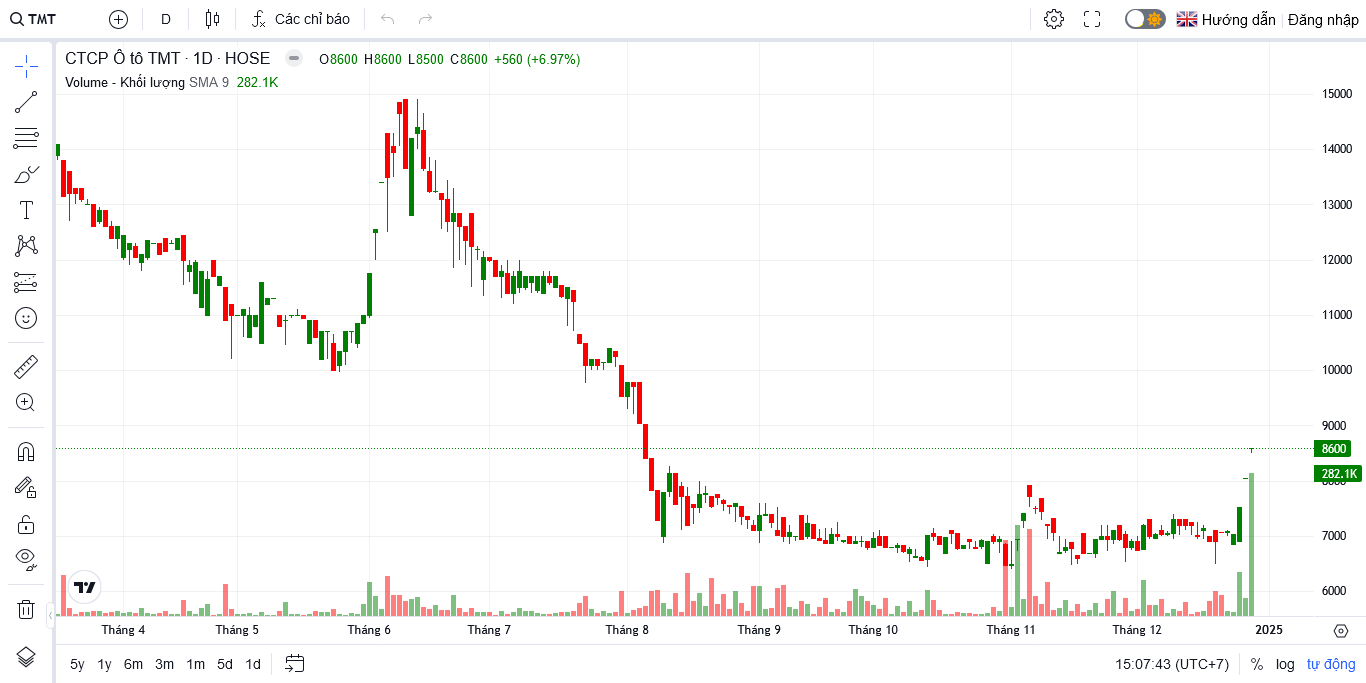 TMT D Các chỉ báo Hướng dẫn Đăng nhập
CTCP Ô tô TMT · 1D · HOSE O8600 H8600 L8500 C8600 +560 (+6.97%)
Volume - Khối lượng SMA 9 282.1K
15000
14000
13000
12000
11000
10000
9000
8600
282.1K
8000
7000
6000
Tháng 4 Tháng 5 Tháng 6 Tháng 7 Tháng 8 Tháng 9 Tháng 10 Tháng 11 Tháng 12 2025
5y 1y 6m 3m 1m 5d 1d 15:07:43 (UTC+7) % log tự động